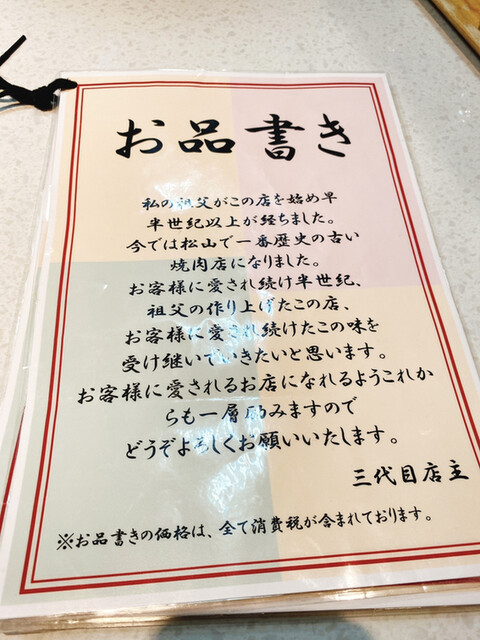 お品書き
私の祖父がこの店を始め早
半世紀以上が経ちました。
今では松山で一番歴史の古い
焼肉店になりました。
お客様に愛され続け半世紀、
祖父の作り上げたこの店、
お客様に愛され続けたこの味を
受け継いでいきたいと思います。
お客様に愛されるお店になれるようこれか
らも一層励みますので
どうぞよろしくお願いいたします。
三代目店主
※お品書きの価格は、全て消費税が含まれております。